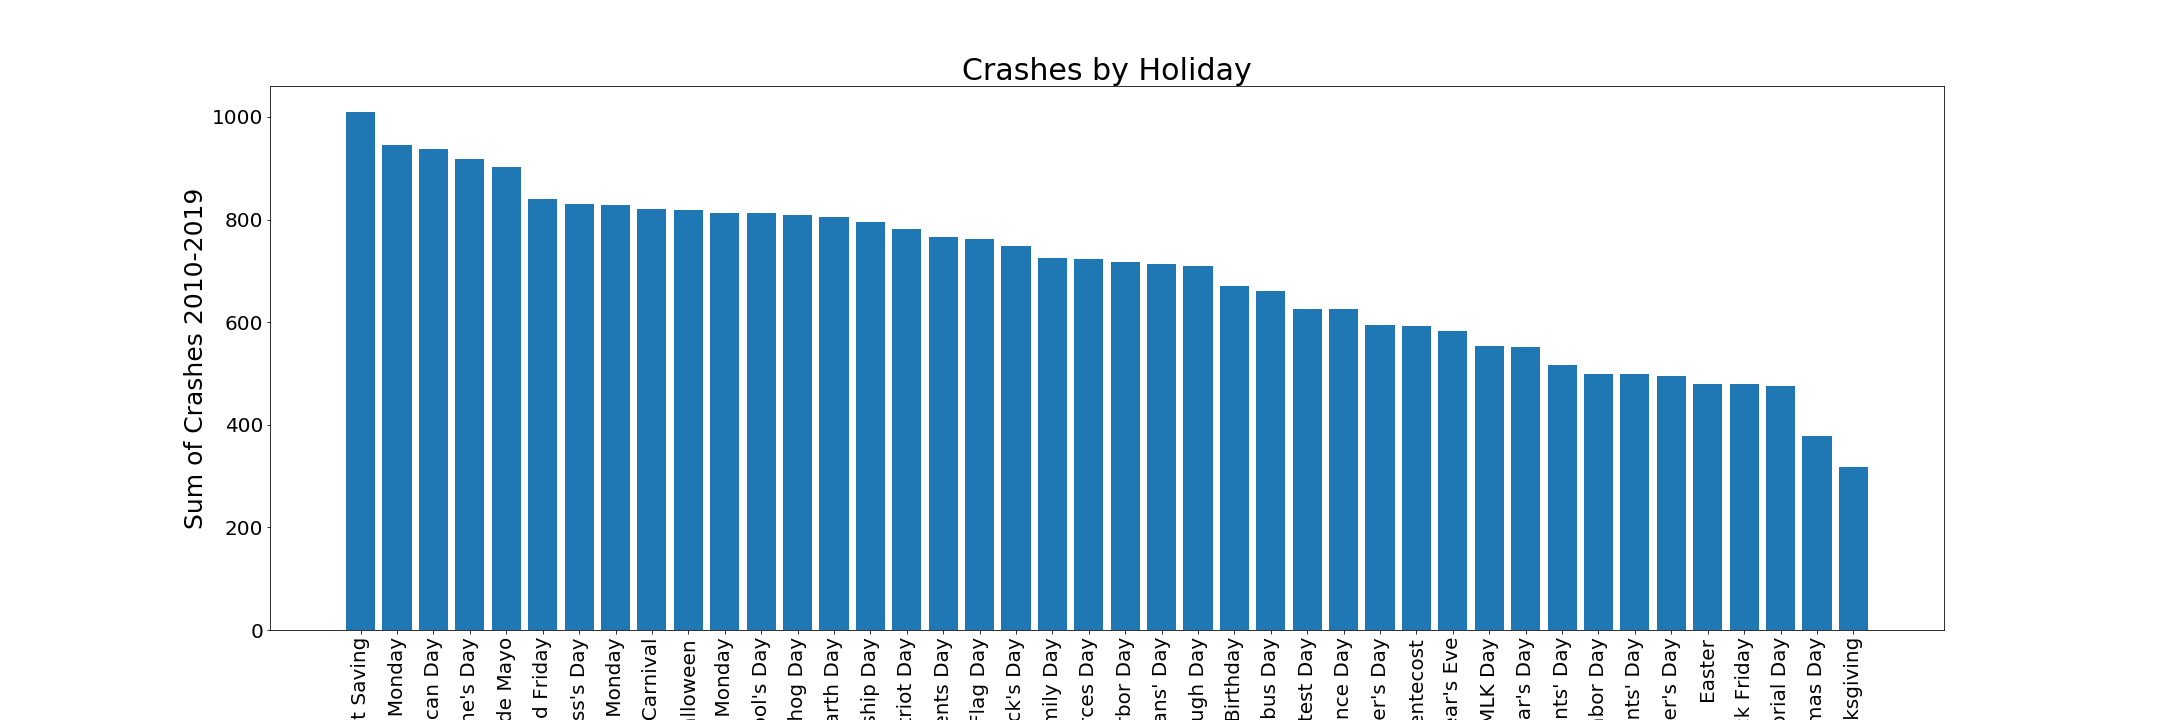 Crashes by Holiday
Sum of Crashes 2010-2019
1000
800
600
400
200
0
t Saving
Monday
can Day
ne's Day
de Mayo
d Friday
ss's Day
Monday
Carnival
lloween
Monday
ool's Day
hog Day
arth Day
ship Day
triot Day
ents Day
Flag Day
ck's Day
mily Day
rces Day
rbor Day
ans' Day
ugh Day
Birthday
bus Day
test Day
nce Day
er's Day
entecost
ear's Eve
MLK Day
ar's Day
nts' Day
abor Day
nts' Day
er's Day
Easter
ck Friday
orial Day
mas Day
ksgiving